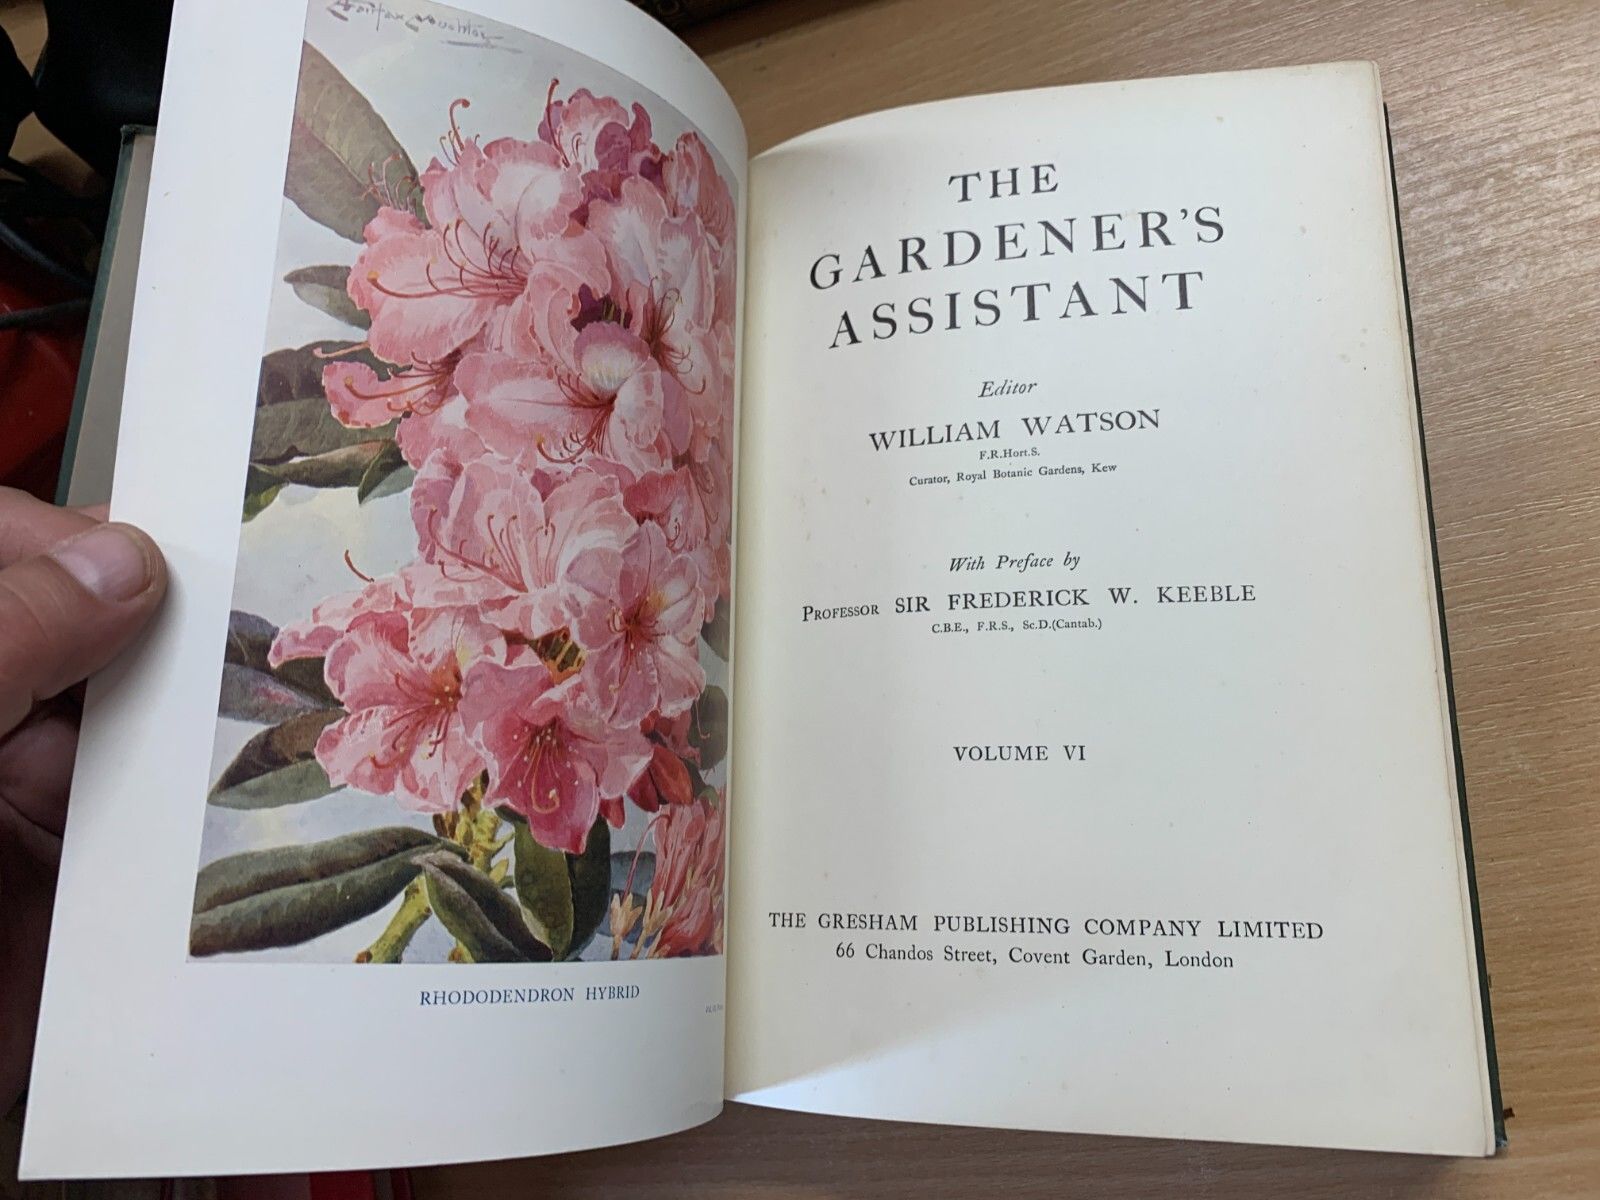 RHODODENDRON HYBRID
THE
GARDENER'S
ASSISTANT
Editor
WILLIAM WATSON
F.R.Hort.S.
Curator, Royal Botanic Gardens, Kew
With Preface by
PROFESSOR SIR FREDERICK W. KEEBLE
C.B.E., F.R.S., Sc.D.(Cantab.)
VOLUME VI
THE GRESHAM PUBLISHING COMPANY LIMITED
66 Chandos Street, Covent Garden, London